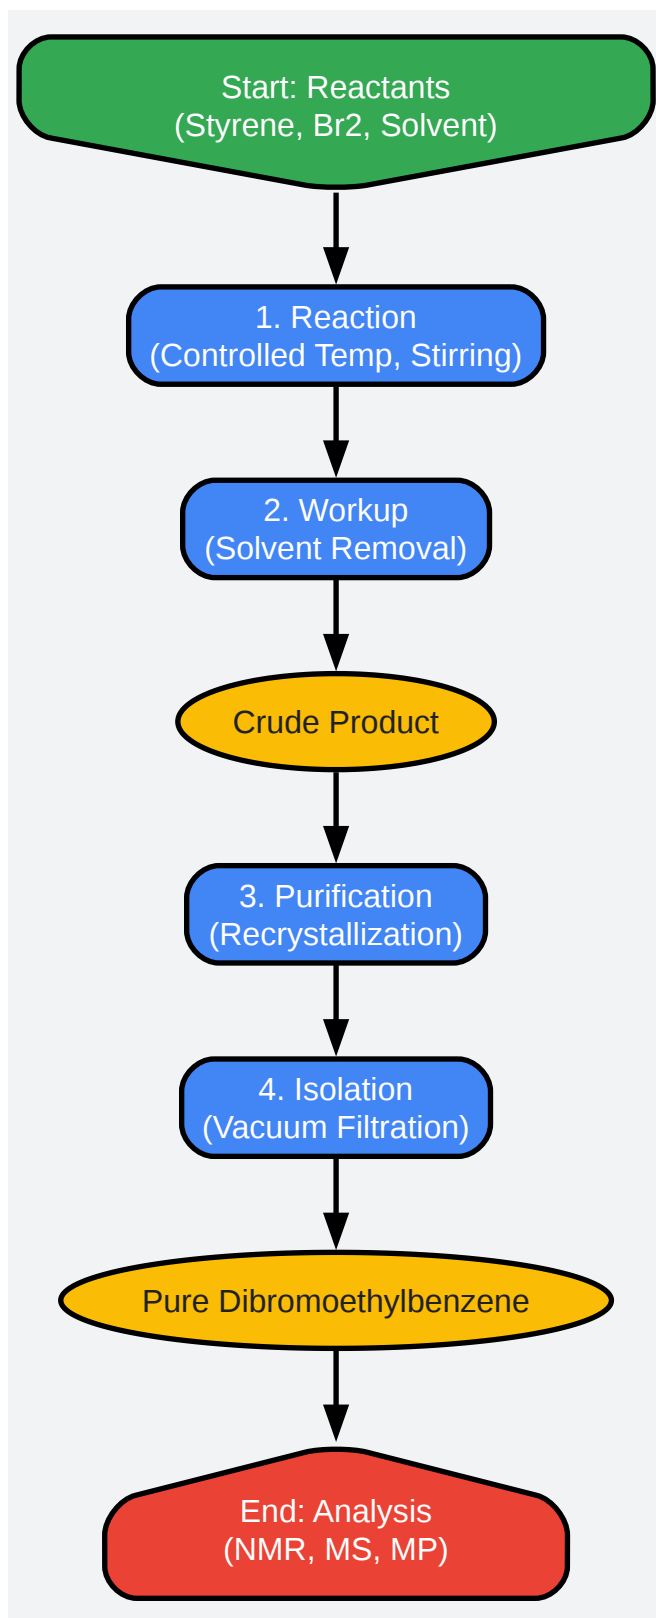 Start: Reactants
(Styrene, Br2, Solvent)
1. Reaction
(Controlled Temp, Stirring)
2. Workup
(Solvent Removal)
Crude Product
3. Purification
(Recrystallization)
4. Isolation
(Vacuum Filtration)
Pure Dibromoethylbenzene
End: Analysis
(NMR, MS, MP)